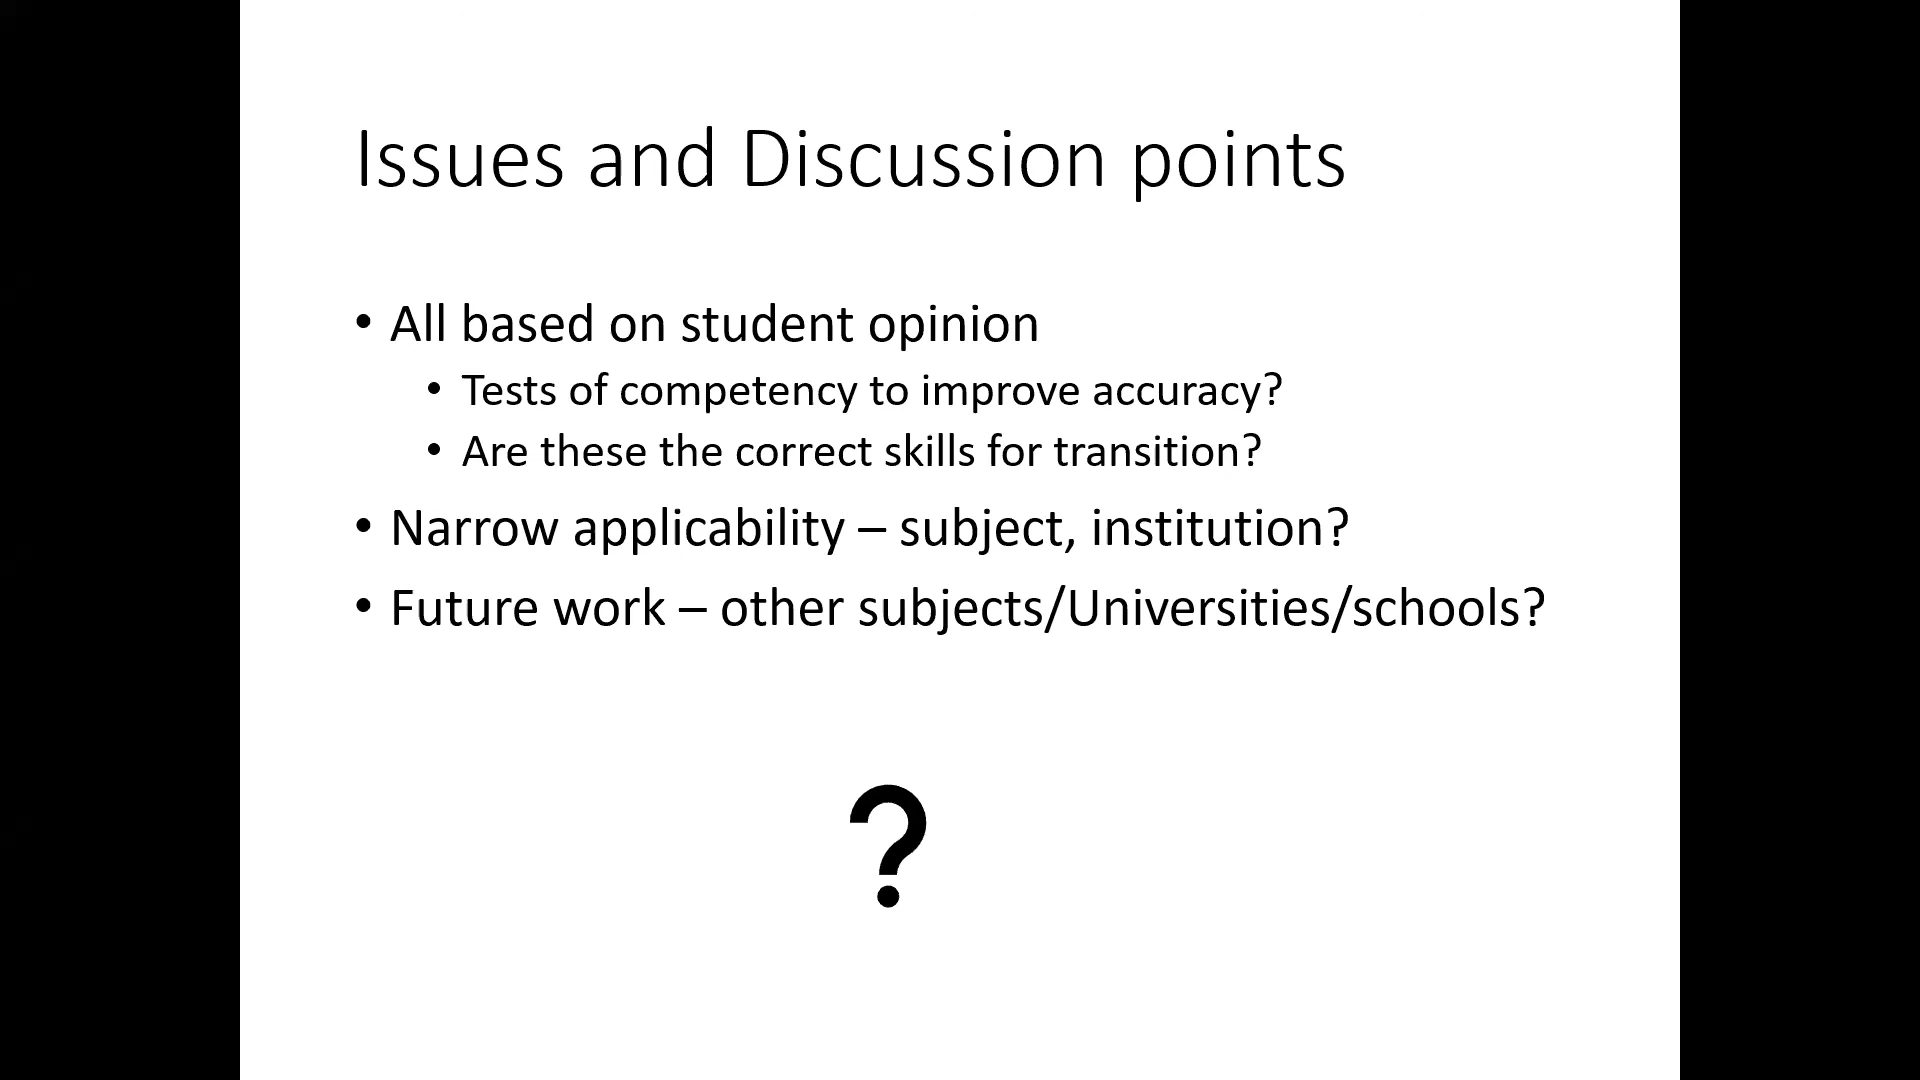 Issues and Discussion points
• All based on student opinion
• Tests of competency to improve accuracy?
• Are these the correct skills for transition?
• Narrow applicability – subject, institution?
• Future work – other subjects/Universities/schools?
?